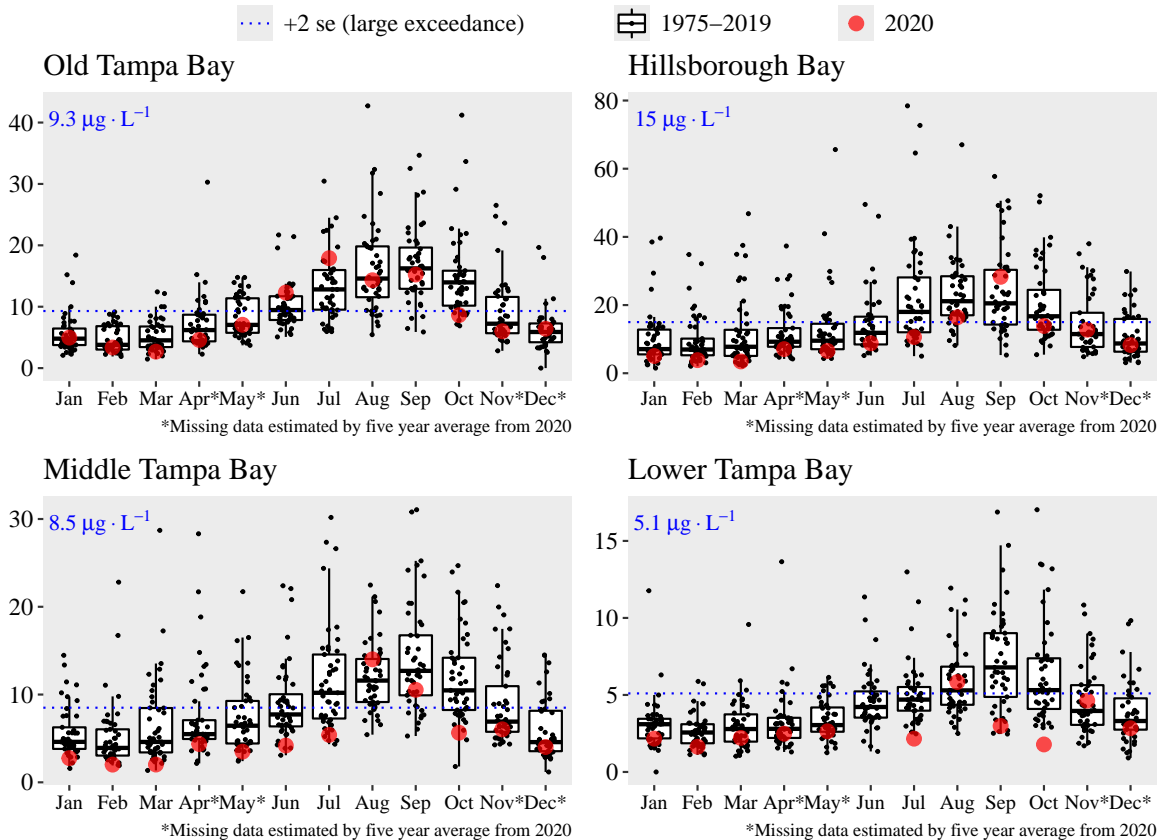 +2 se (large exceedance) 1975–2019 2020
Old Tampa Bay
9.3 μg · L⁻¹
40
30
20
10
0
Jan Feb Mar Apr* May* Jun Jul Aug Sep Oct Nov* Dec*
*Missing data estimated by five year average from 2020
Hillsborough Bay
15 μg · L⁻¹
80
60
40
20
0
Jan Feb Mar Apr* May* Jun Jul Aug Sep Oct Nov* Dec*
*Missing data estimated by five year average from 2020
Middle Tampa Bay
8.5 μg · L⁻¹
30
20
10
0
Jan Feb Mar Apr* May* Jun Jul Aug Sep Oct Nov* Dec*
*Missing data estimated by five year average from 2020
Lower Tampa Bay
5.1 μg · L⁻¹
15
10
5
0
Jan Feb Mar Apr* May* Jun Jul Aug Sep Oct Nov* Dec*
*Missing data estimated by five year average from 2020